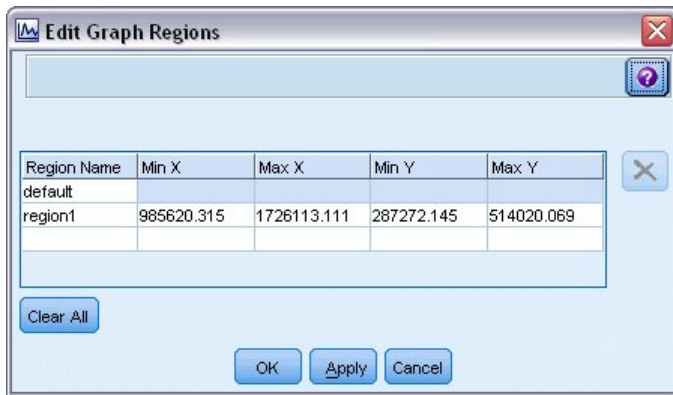 Edit Graph Regions
Region Name Min X Max X Min Y Max Y
default
region1 985620.315 1726113.111 287272.145 514020.069
Clear All
OK Apply Cancel